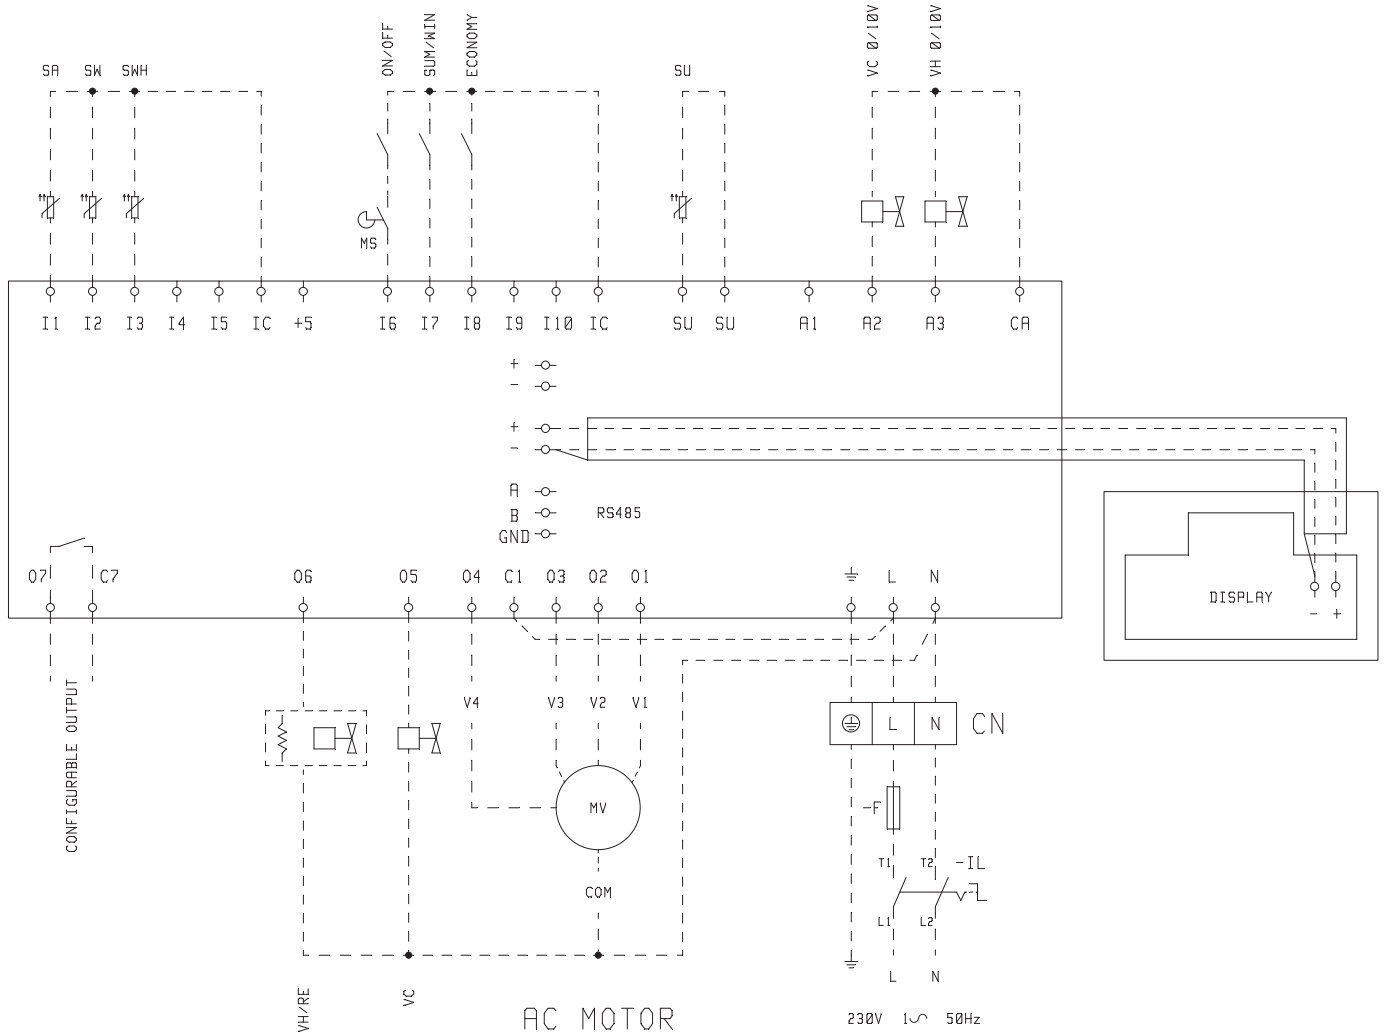 ON/OFF
SUM/WIN
ECONOMY
VC 0/10V
VH 0/10V
SA SW SWH SU
MS
I1 I2 I3 I4 I5 IC +5 I6 I7 I8 I9 I10 IC SU SU A1 A2 A3 CA
+
-
+
-
A
B
GND
RS485
O7 C7 O6 O5 O4 C1 O3 O2 O1 L N
DISPLAY
- +
CONFIGURABLE OUTPUT
V4 V3 V2 V1
L N CN
MV
-F
T1 T2 -IL
COM
L1 L2
L N
VH/RE
VC
AC MOTOR
230V 1∿ 50Hz